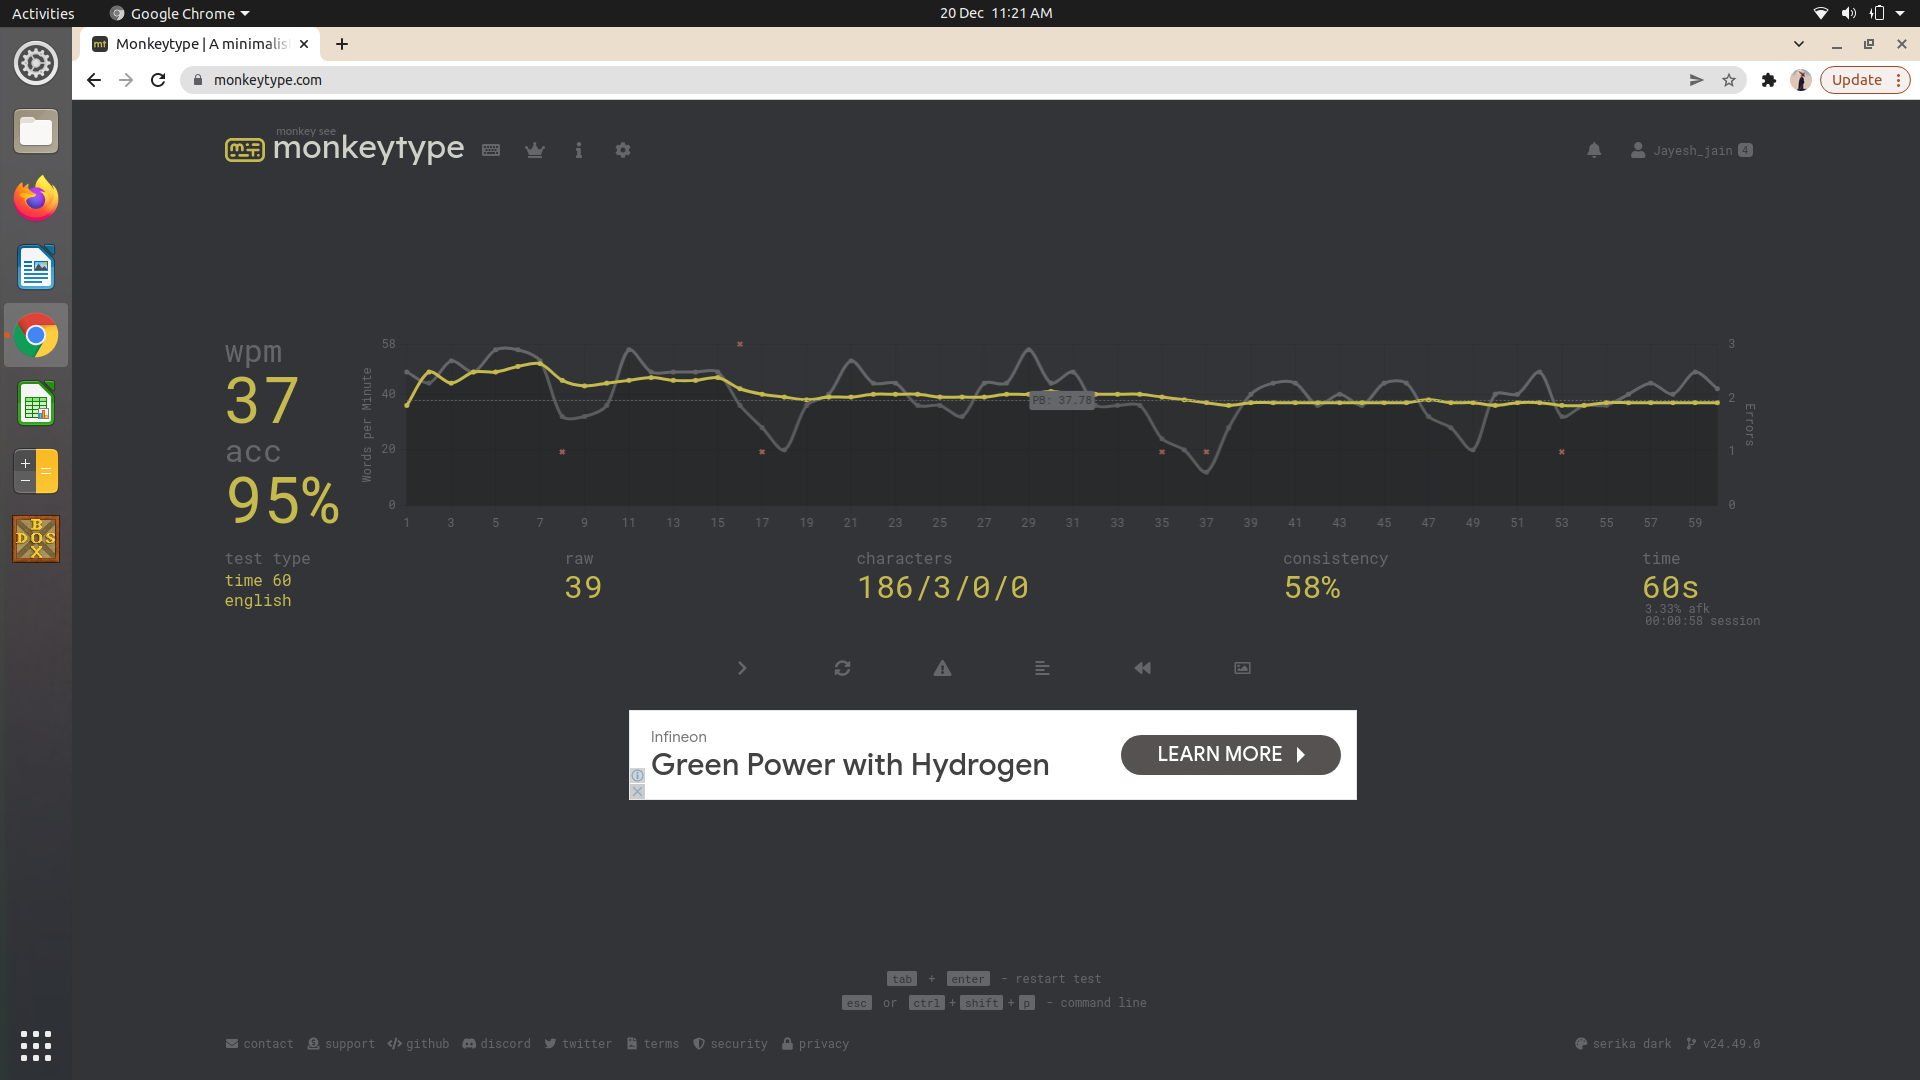 Activities
Google Chrome
20 Dec 11:21 AM
mt
Monkeytype | A minimalis
monkeytype.com
Update
monkey see
monkeytype
Jayesh_jain 4
wpm
37
acc
95%
Words per Minute
58
40
20
0
PB: 37.78
3
2
1
0
Errors
1 3 5 7 9 11 13 15 17 19 21 23 25 27 29 31 33 35 37 39 41 43 45 47 49 51 53 55 57 59
test type
time 60
english
raw
39
characters
186/3/0/0
consistency
58%
time
60s
3.33% afk
00:00:58 session
Infineon
Green Power with Hydrogen
LEARN MORE
BOX
DOS
tab + enter - restart test
esc or ctrl + shift + p - command line
contact support github discord twitter terms security privacy
serika dark v24.49.0